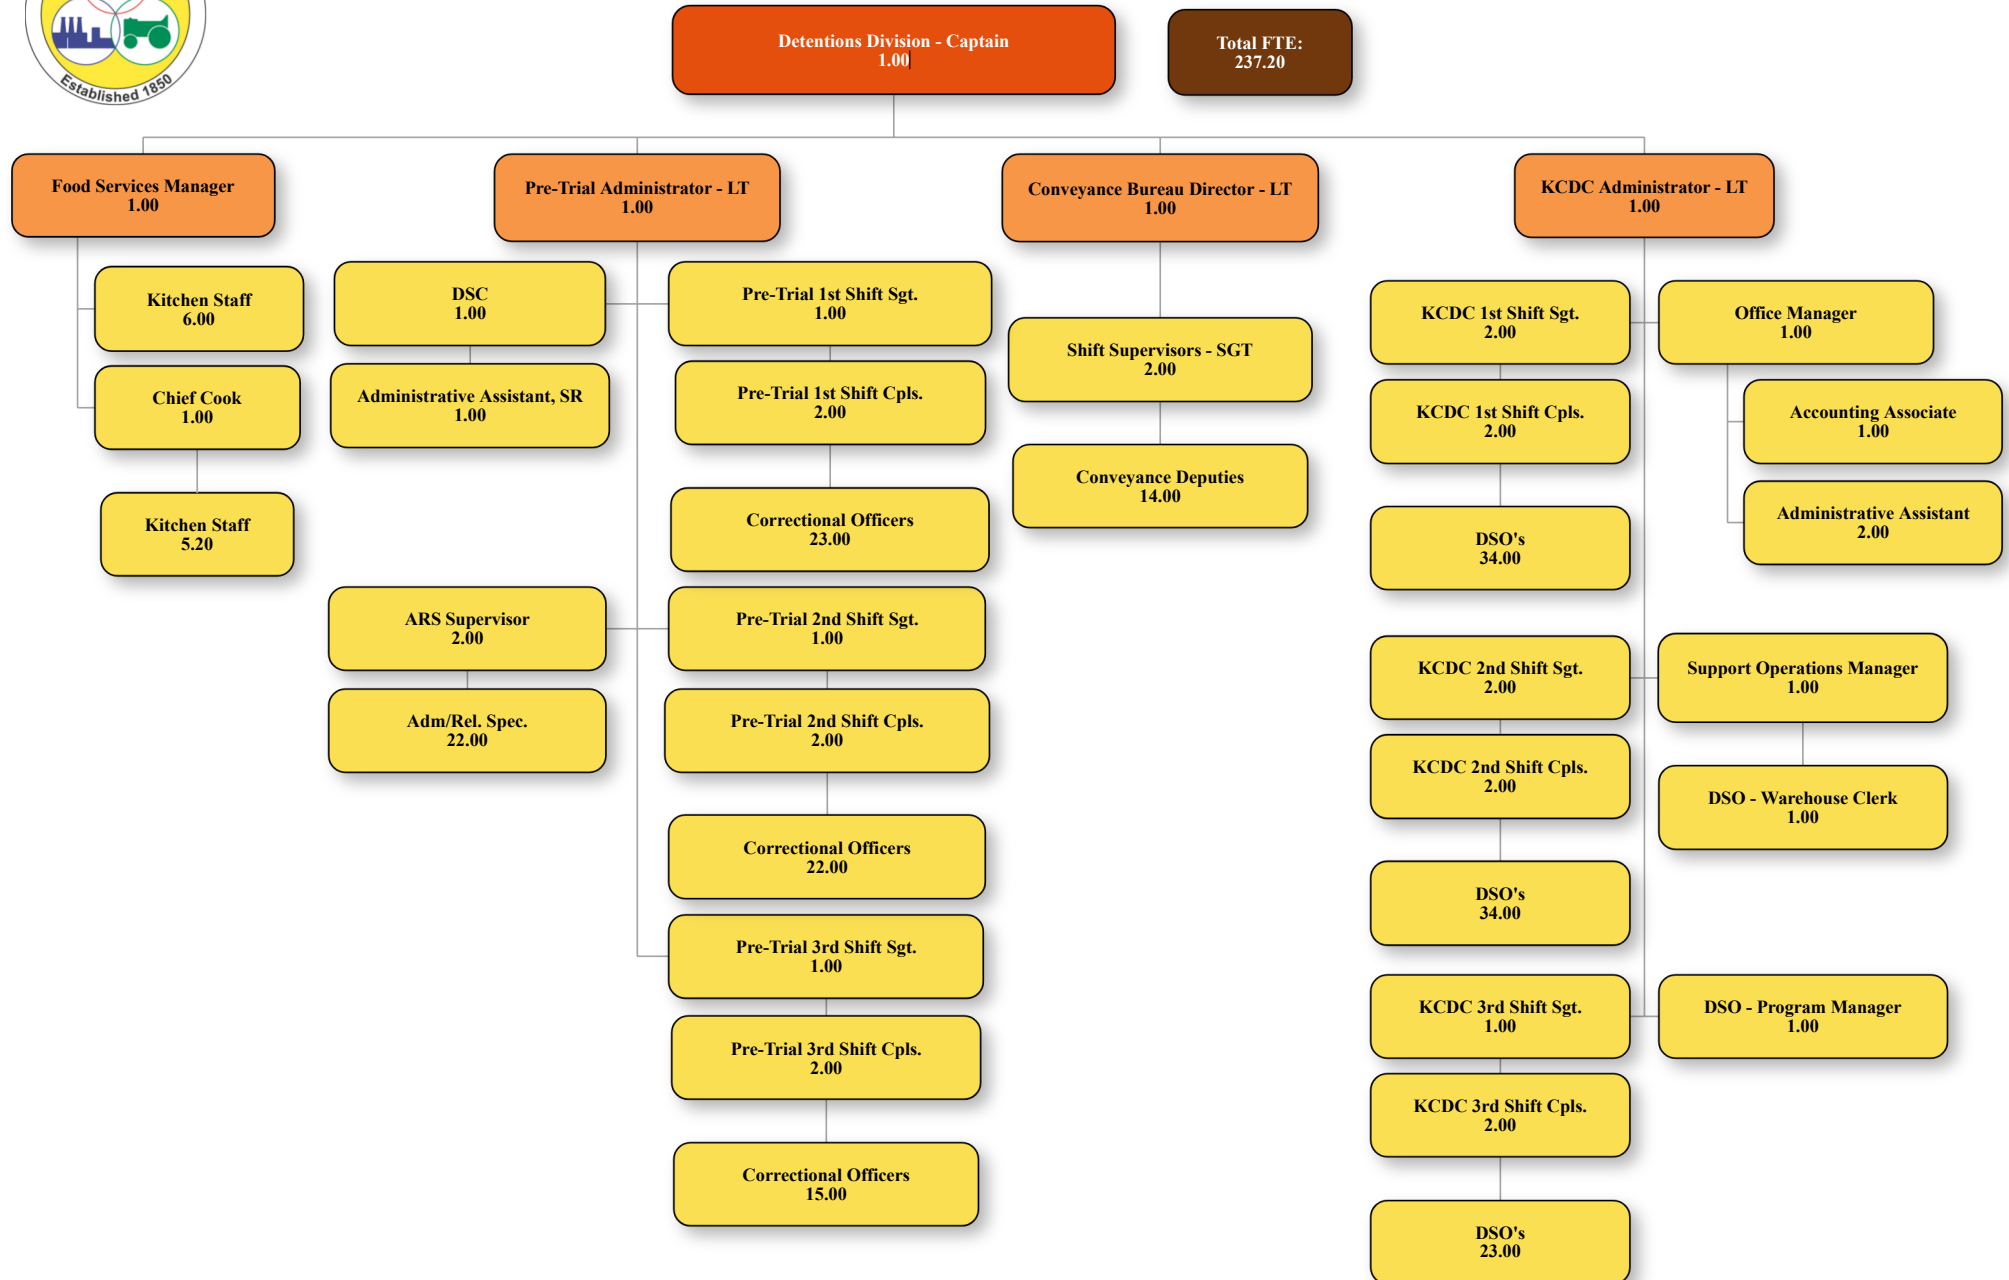 Established 1850
Detentions Division - Captain
1.00
Total FTE:
237.20
Food Services Manager
1.00
Pre-Trial Administrator - LT
1.00
Conveyance Bureau Director - LT
1.00
KCDC Administrator - LT
1.00
Kitchen Staff
6.00
Chief Cook
1.00
Kitchen Staff
5.20
DSC
1.00
Administrative Assistant, SR
1.00
ARS Supervisor
2.00
Adm/Rel. Spec.
22.00
Pre-Trial 1st Shift Sgt.
1.00
Pre-Trial 1st Shift Cpls.
2.00
Correctional Officers
23.00
Pre-Trial 2nd Shift Sgt.
1.00
Pre-Trial 2nd Shift Cpls.
2.00
Correctional Officers
22.00
Pre-Trial 3rd Shift Sgt.
1.00
Pre-Trial 3rd Shift Cpls.
2.00
Correctional Officers
15.00
Shift Supervisors - SGT
2.00
Conveyance Deputies
14.00
KCDC 1st Shift Sgt.
2.00
KCDC 1st Shift Cpls.
2.00
DSO's
34.00
KCDC 2nd Shift Sgt.
2.00
KCDC 2nd Shift Cpls.
2.00
DSO's
34.00
KCDC 3rd Shift Sgt.
1.00
KCDC 3rd Shift Cpls.
2.00
DSO's
23.00
Office Manager
1.00
Accounting Associate
1.00
Administrative Assistant
2.00
Support Operations Manager
1.00
DSO - Warehouse Clerk
1.00
DSO - Program Manager
1.00